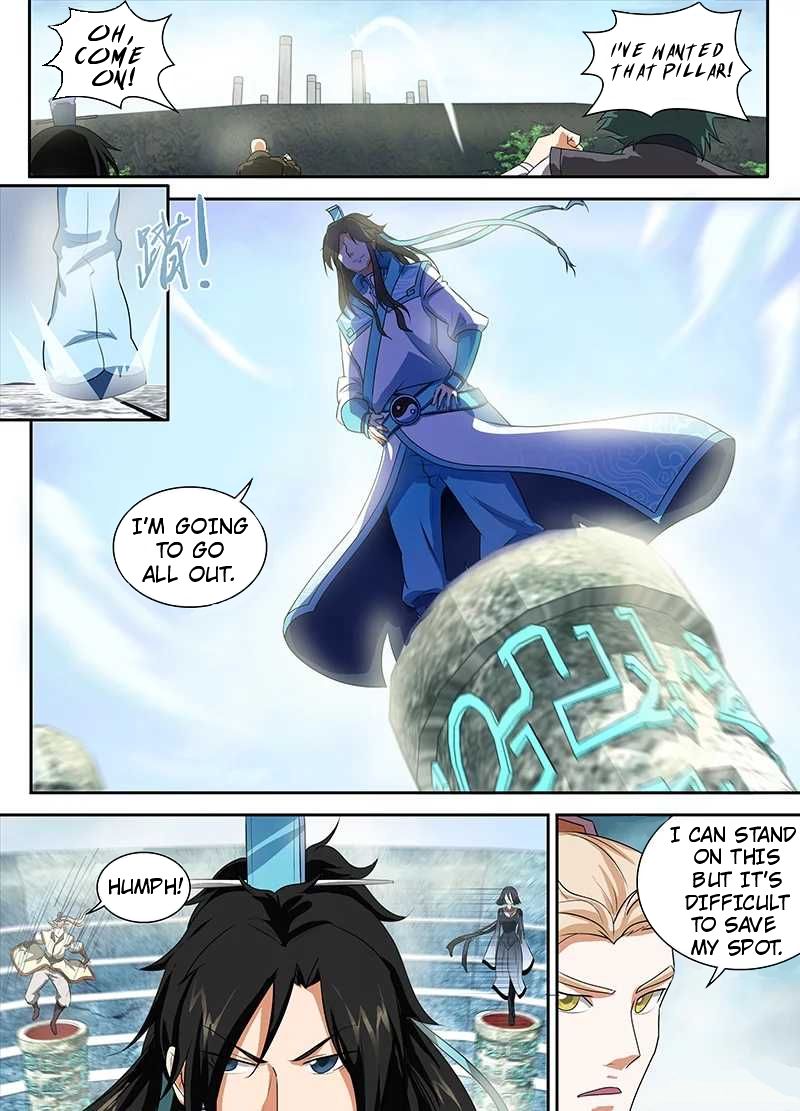 OH,
COME
ON!
I'VE WANTED
THAT PILLAR!
蹭!
I'M GOING
TO GO
ALL OUT.
HUMPH!
I CAN STAND
ON THIS
BUT IT'S
DIFFICULT
TO SAVE
MY SPOT.